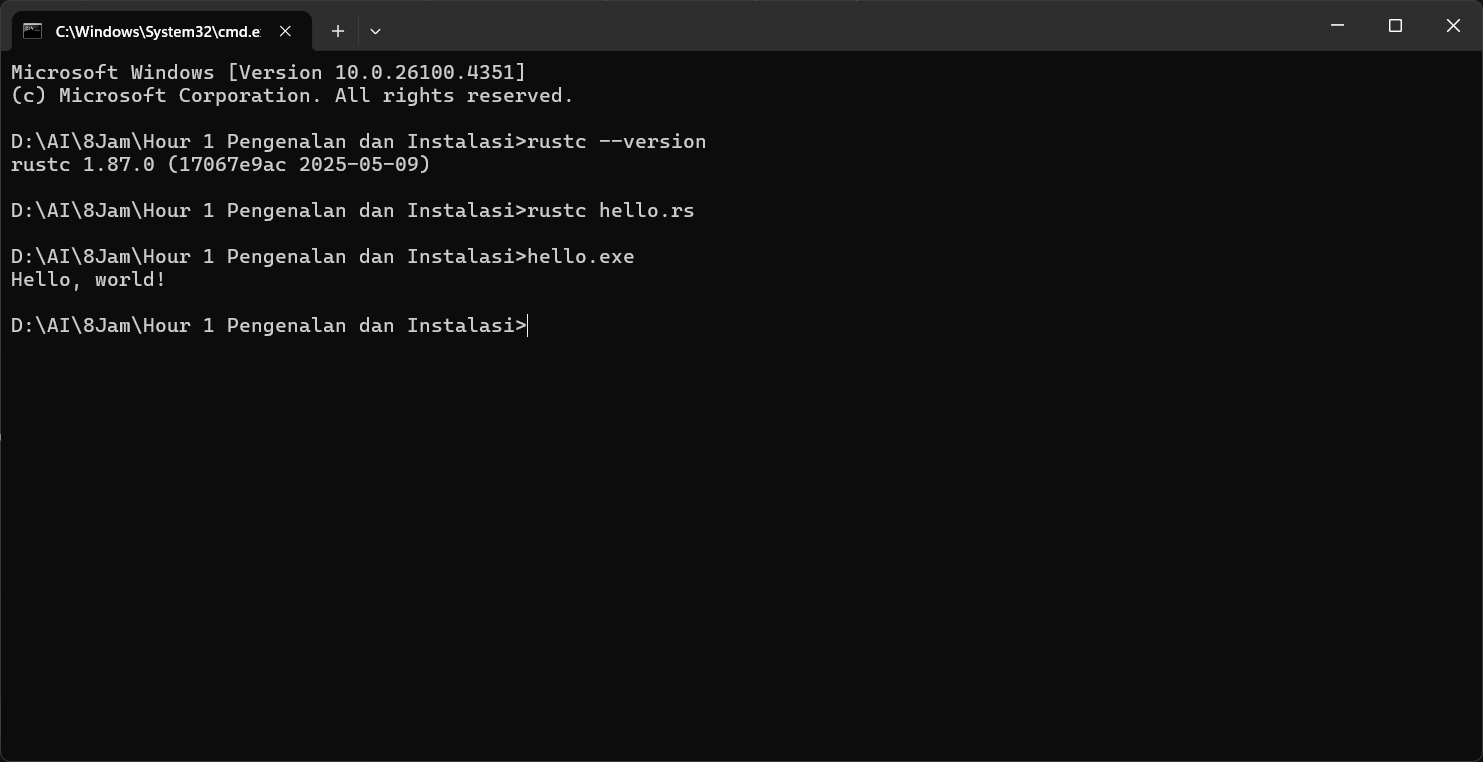 C:\Windows\System32\cmd.e
Microsoft Windows [Version 10.0.26100.4351]
(c) Microsoft Corporation. All rights reserved.
D:\AI\8Jam\Hour 1 Pengenalan dan Instalasi>rustc --version
rustc 1.87.0 (17067e9ac 2025-05-09)
D:\AI\8Jam\Hour 1 Pengenalan dan Instalasi>rustc hello.rs
D:\AI\8Jam\Hour 1 Pengenalan dan Instalasi>hello.exe
Hello, world!
D:\AI\8Jam\Hour 1 Pengenalan dan Instalasi>